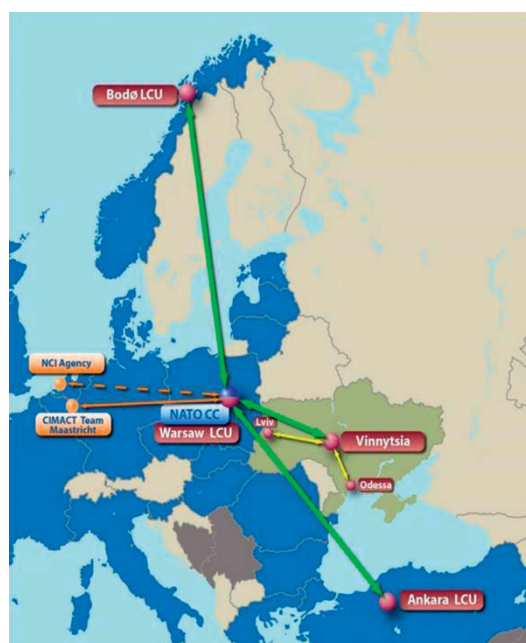 Bodø LCU
NCI Agency
CIMACT Team
Maastricht
NATO CC
Warsaw LCU
Lviv
Vinnytsia
Odessa
Ankara LCU